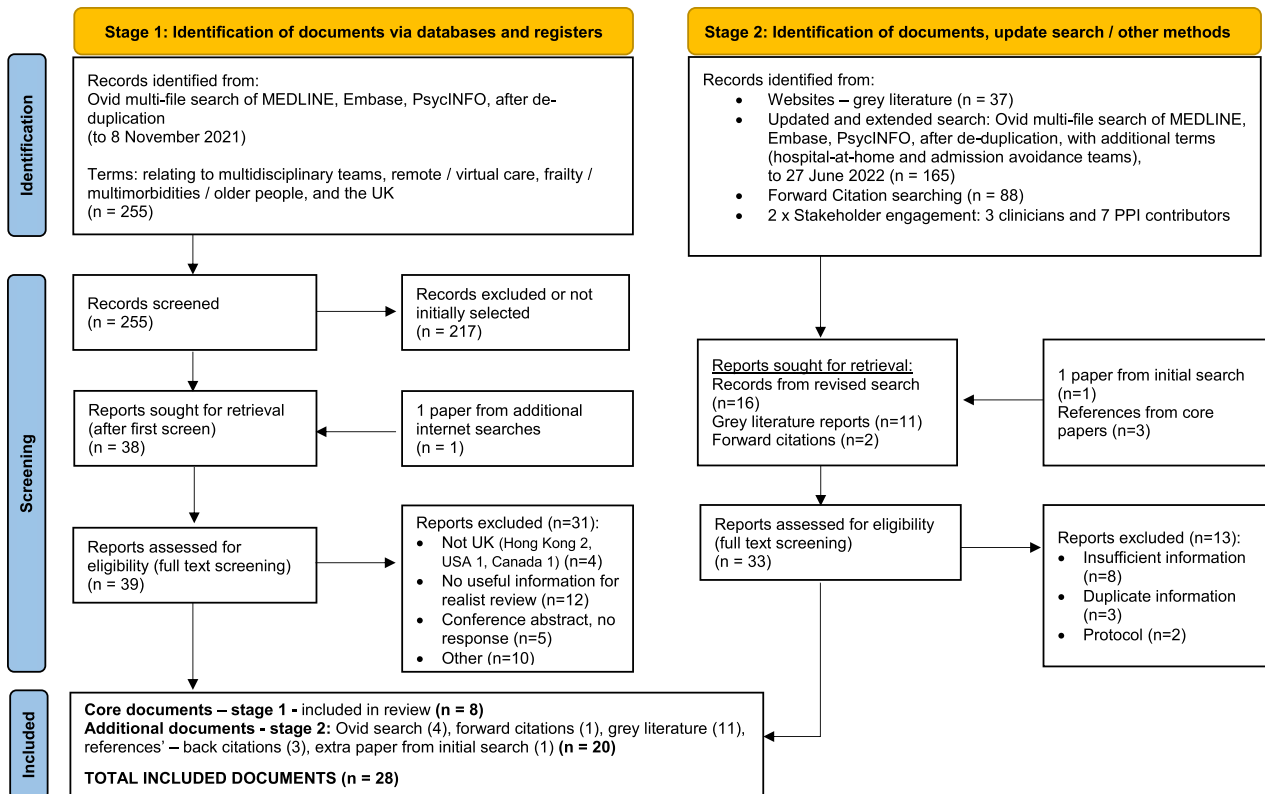 Stage 1: Identification of documents via databases and registers
Stage 2: Identification of documents, update search / other methods
Identification
Records identified from:
Ovid multi-file search of MEDLINE, Embase, PsycINFO, after de-
duplication
(to 8 November 2021)
Terms: relating to multidisciplinary teams, remote / virtual care, frailty /
multimorbidities / older people, and the UK
(n = 255)
Records identified from:
• Websites – grey literature (n = 37)
• Updated and extended search: Ovid multi-file search of MEDLINE,
Embase, PsycINFO, after de-duplication, with additional terms
(hospital-at-home and admission avoidance teams),
to 27 June 2022 (n = 165)
• Forward Citation searching (n = 88)
• 2 x Stakeholder engagement: 3 clinicians and 7 PPI contributors
Screening
Records screened
(n = 255)
Records excluded or not
initially selected
(n = 217)
Reports sought for retrieval
(after first screen)
(n = 38)
1 paper from additional
internet searches
(n = 1)
Reports sought for retrieval:
Records from revised search
(n=16)
Grey literature reports (n=11)
Forward citations (n=2)
1 paper from initial search
(n=1)
References from core
papers (n=3)
Reports assessed for
eligibility (full text screening)
(n = 39
Reports excluded (n=31):
• Not UK (Hong Kong 2,
USA 1, Canada 1) (n=4)
• No useful information for
realist review (n=12)
• Conference abstract, no
response (n=5)
• Other (n=10)
Reports assessed for eligibility
(full text screening)
(n = 33)
Reports excluded (n=13):
• Insufficient information
(n=8)
• Duplicate information
(n=3)
• Protocol (n=2)
Included
Core documents – stage 1 - included in review (n = 8)
Additional documents - stage 2: Ovid search (4), forward citations (1), grey literature (11),
references’ – back citations (3), extra paper from initial search (1) (n = 20)
TOTAL INCLUDED DOCUMENTS (n = 28)